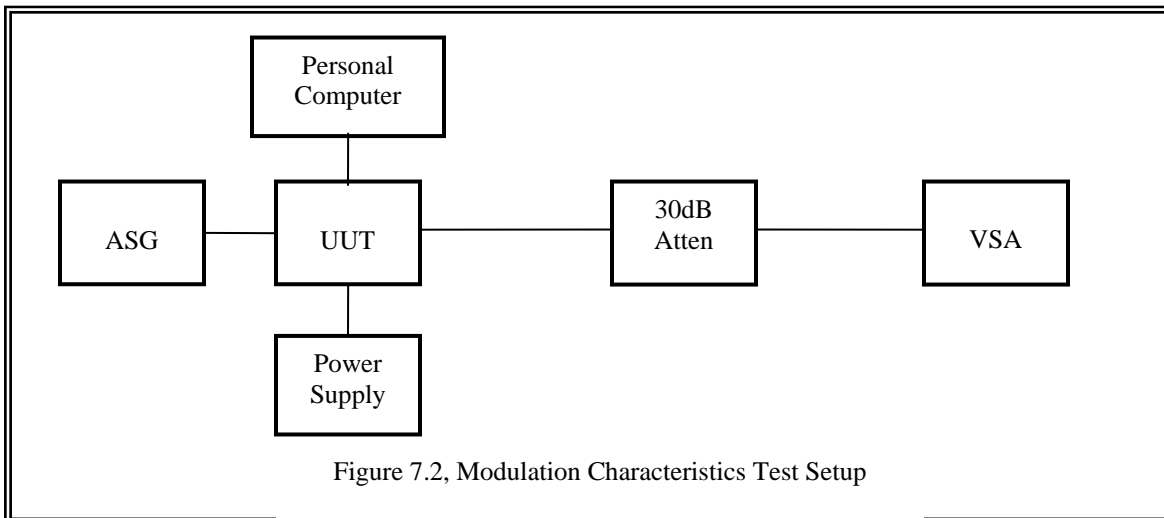 Personal
Computer
ASG
UUT
30dB
Atten
VSA
Power
Supply
Figure 7.2, Modulation Characteristics Test Setup